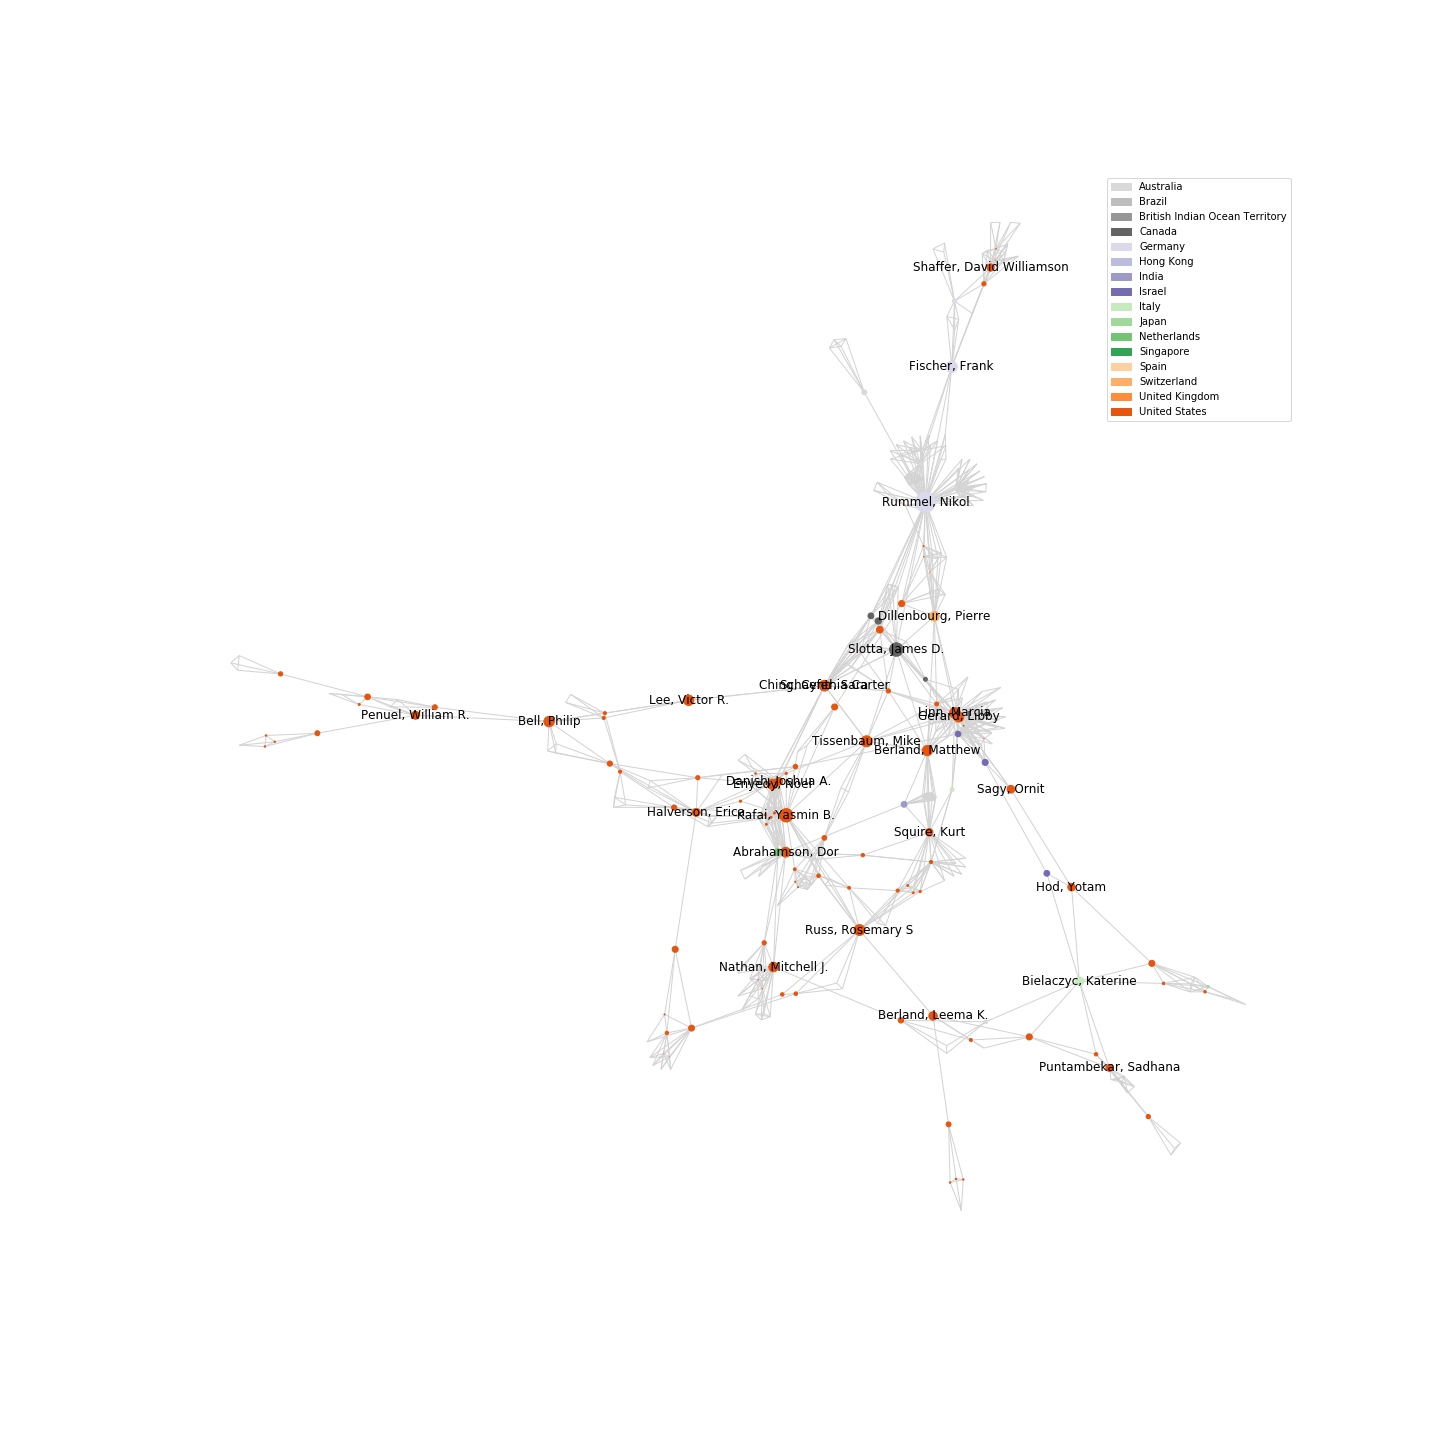 Australia
Brazil
British Indian Ocean Territory
Canada
Germany
Hong Kong
India
Israel
Italy
Japan
Netherlands
Singapore
Spain
Switzerland
United Kingdom
United States
Shaffer, David Williamson
Fischer, Frank
Rummel, Nikol
Dillenbourg, Pierre
Slotta, James D.
Ching, Cynthia Carter
Lee, Victor R.
Linn, Marcia
Gerard, Libby
Penuel, William R.
Bell, Philip
Tissenbaum, Mike
Berland, Matthew
Danish, Joshua A.
Enyedy, Noel
Sagy, Ornit
Halverson, Erica
Kafai, Yasmin B.
Squire, Kurt
Abrahamson, Dor
Hod, Yotam
Russ, Rosemary S
Nathan, Mitchell J.
Bielaczyc, Katerine
Berland, Leema K.
Puntambekar, Sadhana